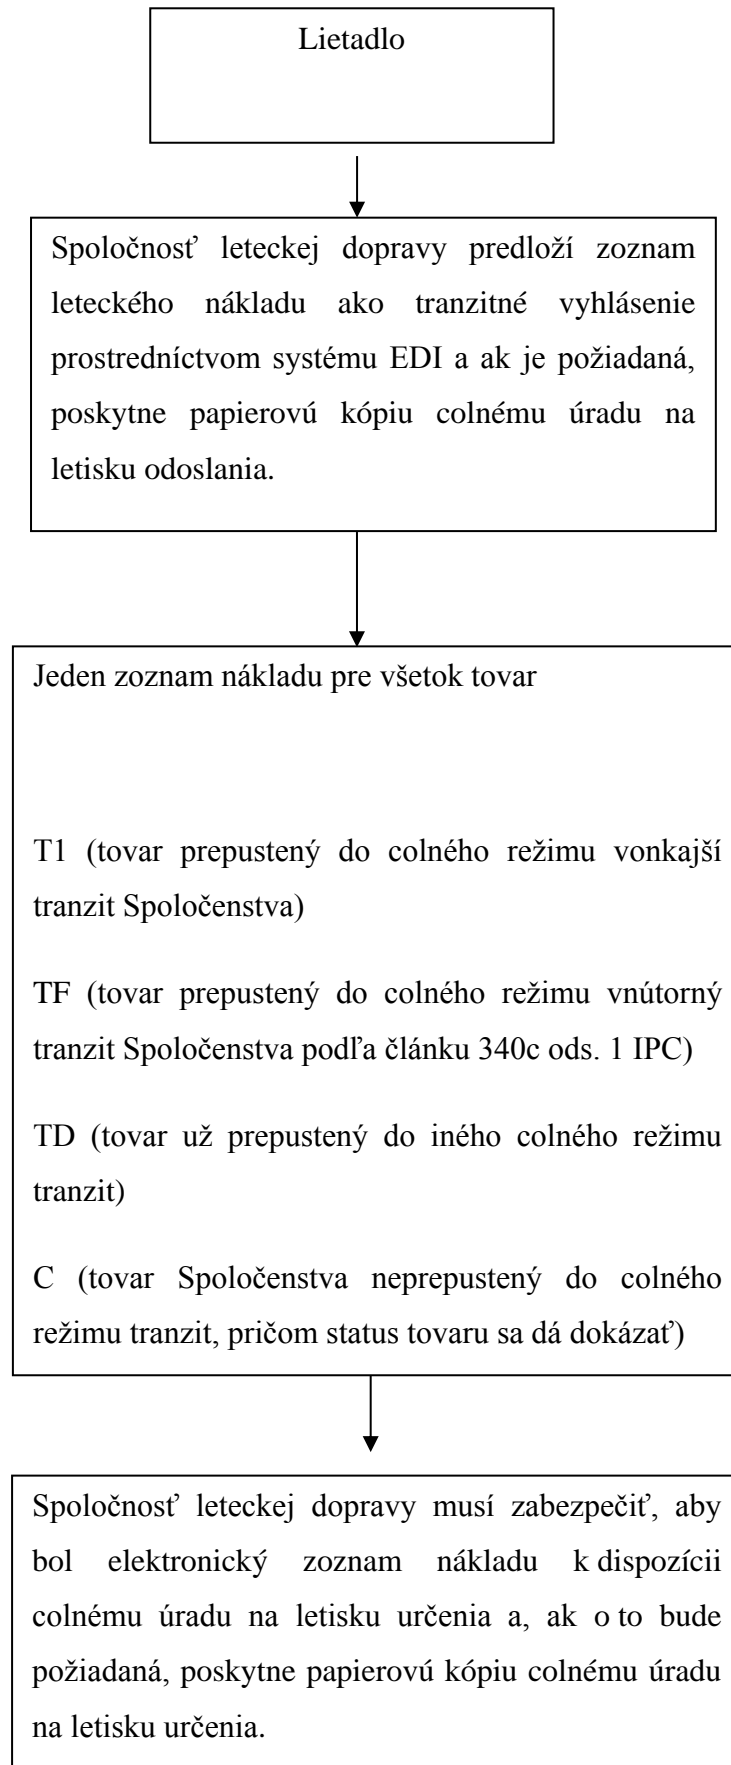 Lietadlo
Spoločnosť leteckej dopravy predloží zoznam
leteckého nákladu ako tranzitné vyhlásenie
prostredníctvom systému EDI a ak je požiadaná,
poskytne papierovú kópiu colnému úradu na
letisku odoslania.
Jeden zoznam nákladu pre všetok tovar
T1 (tovar prepustený do colného režimu vonkajší
tranzit Spoločenstva)
TF (tovar prepustený do colného režimu vnútorný
tranzit Spoločenstva podľa článku 340c ods. 1 IPC)
TD (tovar už prepustený do iného colného režimu
tranzit)
C (tovar Spoločenstva neprepustený do colného
režimu tranzit, pričom status tovaru sa dá dokázať)
Spoločnosť leteckej dopravy musí zabezpečiť, aby
bol elektronický zoznam nákladu k dispozícii
colnému úradu na letisku určenia a, ak o to bude
požiadaná, poskytne papierovú kópiu colnému úradu
na letisku určenia.